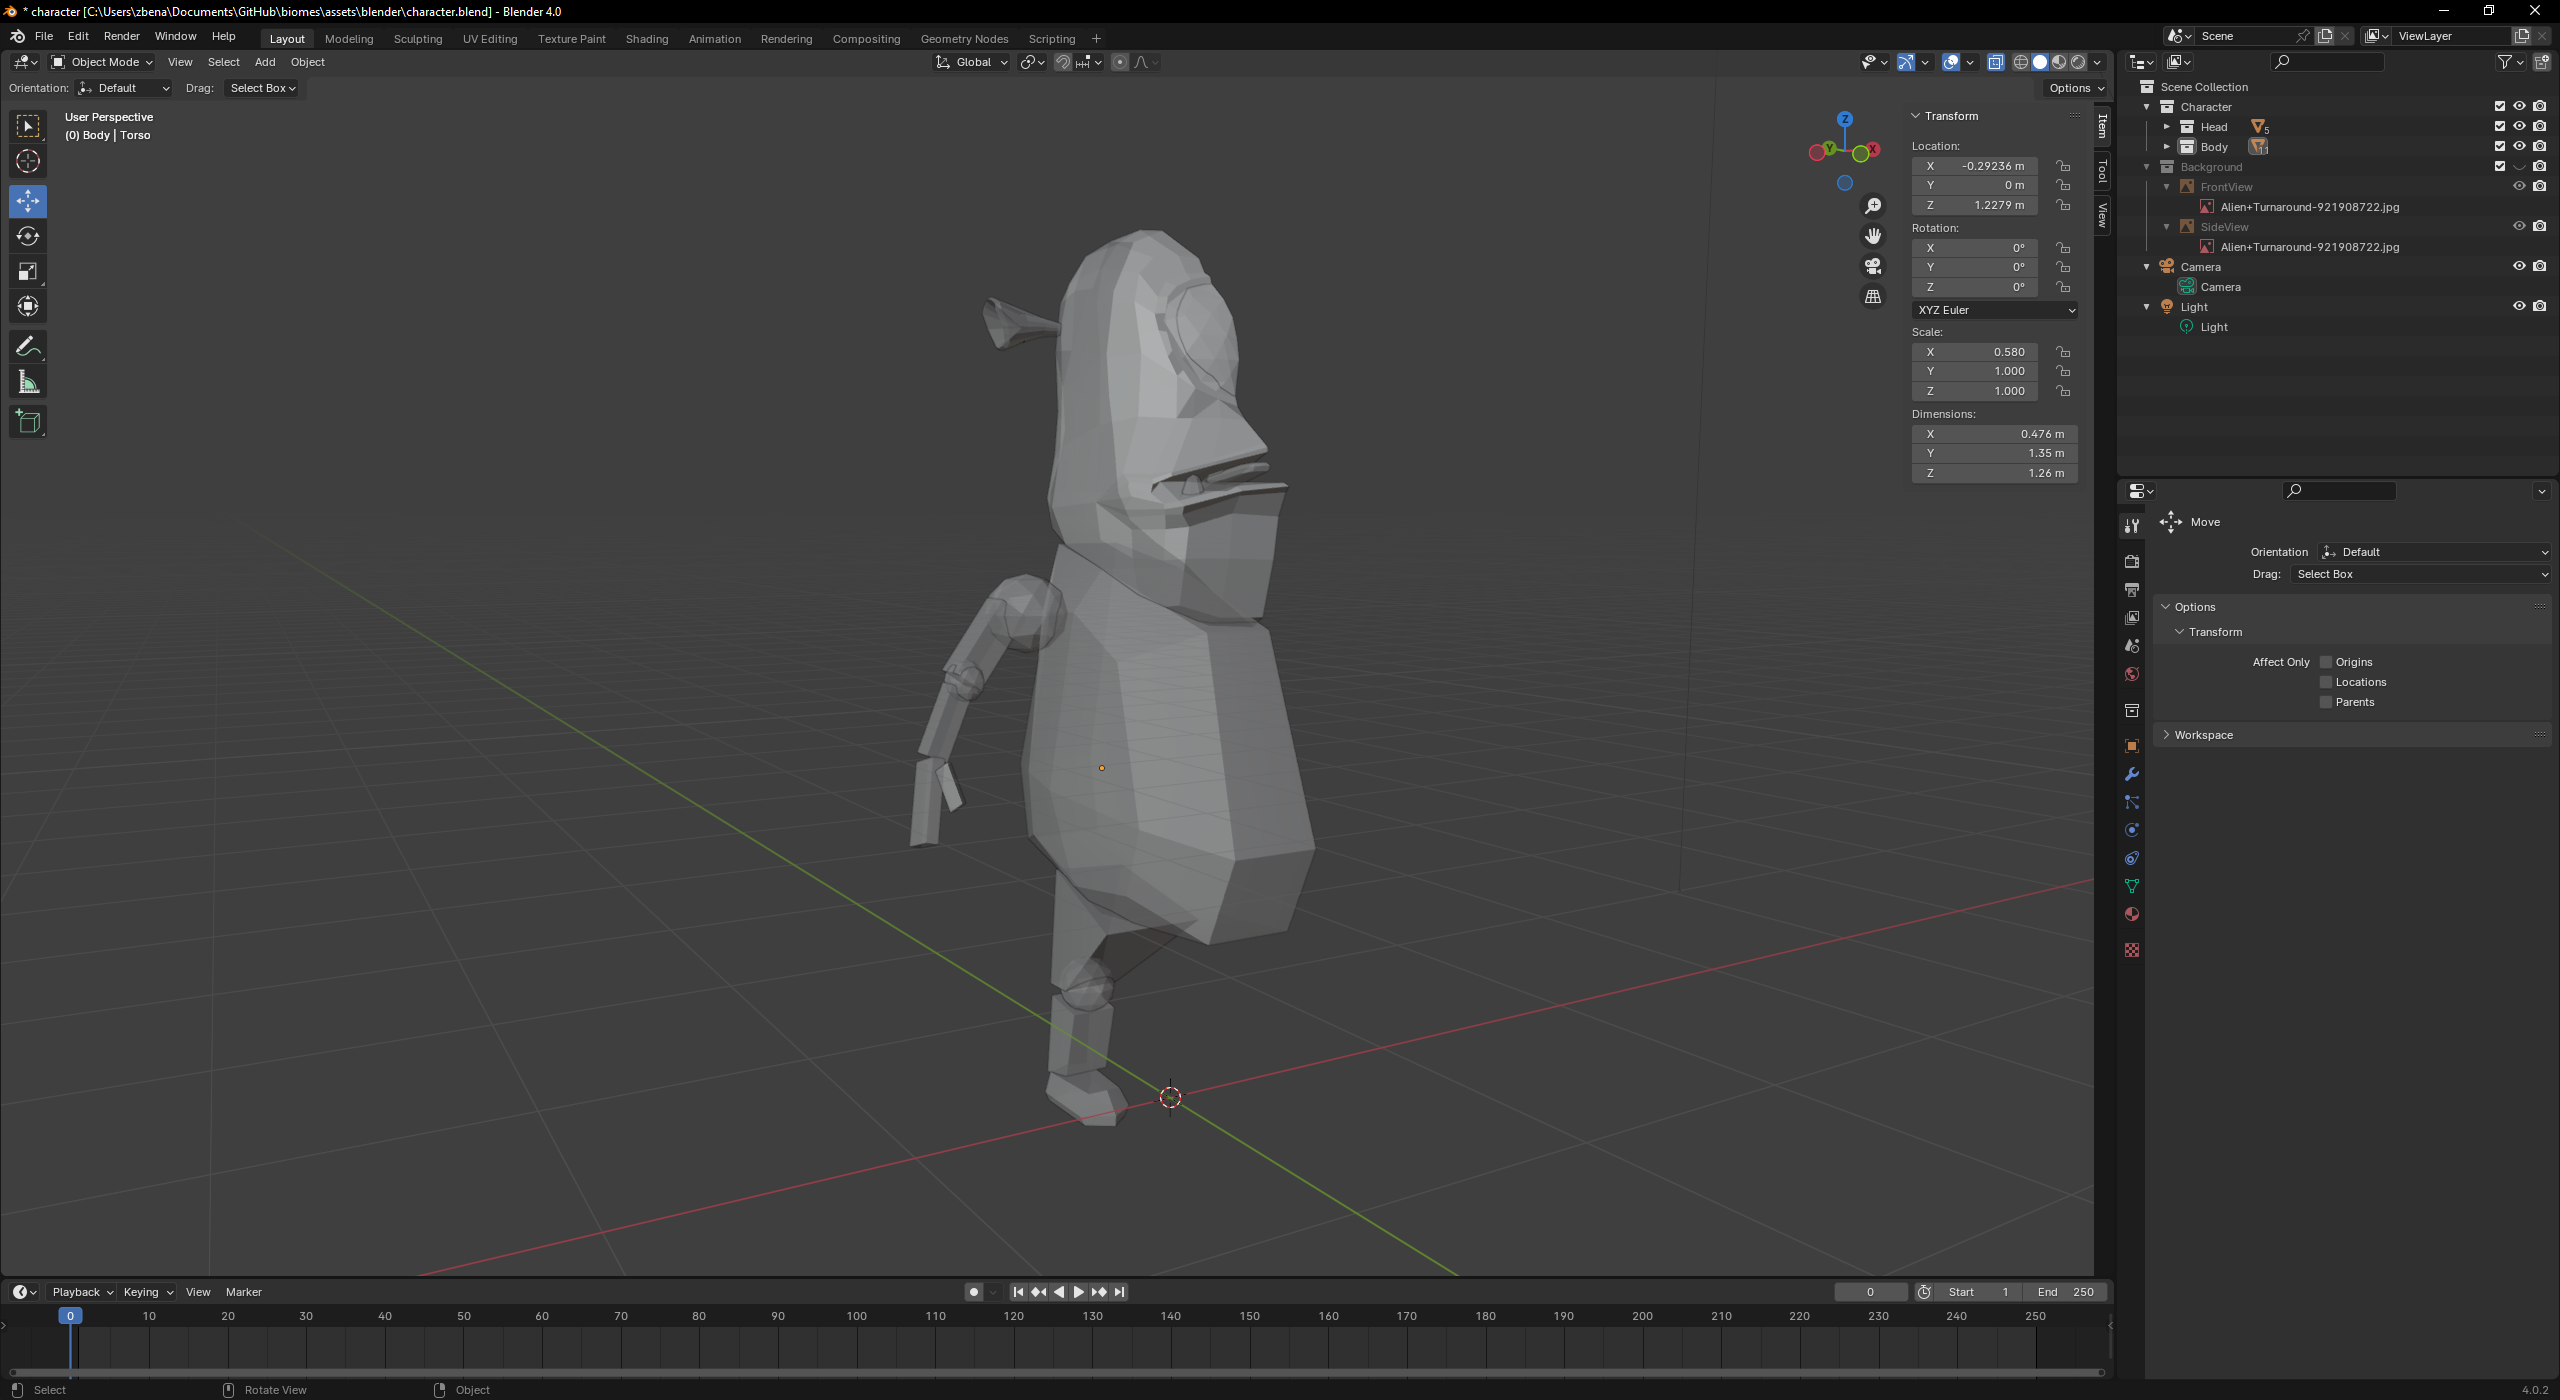 * character [C:\Users\zbena\Documents\GitHub\biomes\assets\blender\character.blend] - Blender 4.0
File Edit Render Window Help Layout Modeling Sculpting UV Editing Texture Paint Shading Animation Rendering Compositing Geometry Nodes Scripting + Scene ViewLayer
Object Mode View Select Add Object Global
Orientation: Default Drag: Select Box Options
User Perspective
(0) Body | Torso
Z
Y
X
Transform
Location:
X -0.29236 m
Y 0 m
Z 1.2279 m
Rotation:
X 0°
Y 0°
Z 0°
XYZ Euler
Scale:
X 0.580
Y 1.000
Z 1.000
Dimensions:
X 0.476 m
Y 1.35 m
Z 1.26 m
Item
Tool
View
Scene Collection
Character
Head 5
Body 11
Background
FrontView
Alien+Turnaround-921908722.jpg
SideView
Alien+Turnaround-921908722.jpg
Camera
Camera
Light
Light
Move
Orientation Default
Drag: Select Box
Options
Transform
Affect Only Origins
Locations
Parents
Workspace
Playback Keying View Marker 0 Start 1 End 250
0 10 20 30 40 50 60 70 80 90 100 110 120 130 140 150 160 170 180 190 200 210 220 230 240 250
Select Rotate View Object 4.0.2